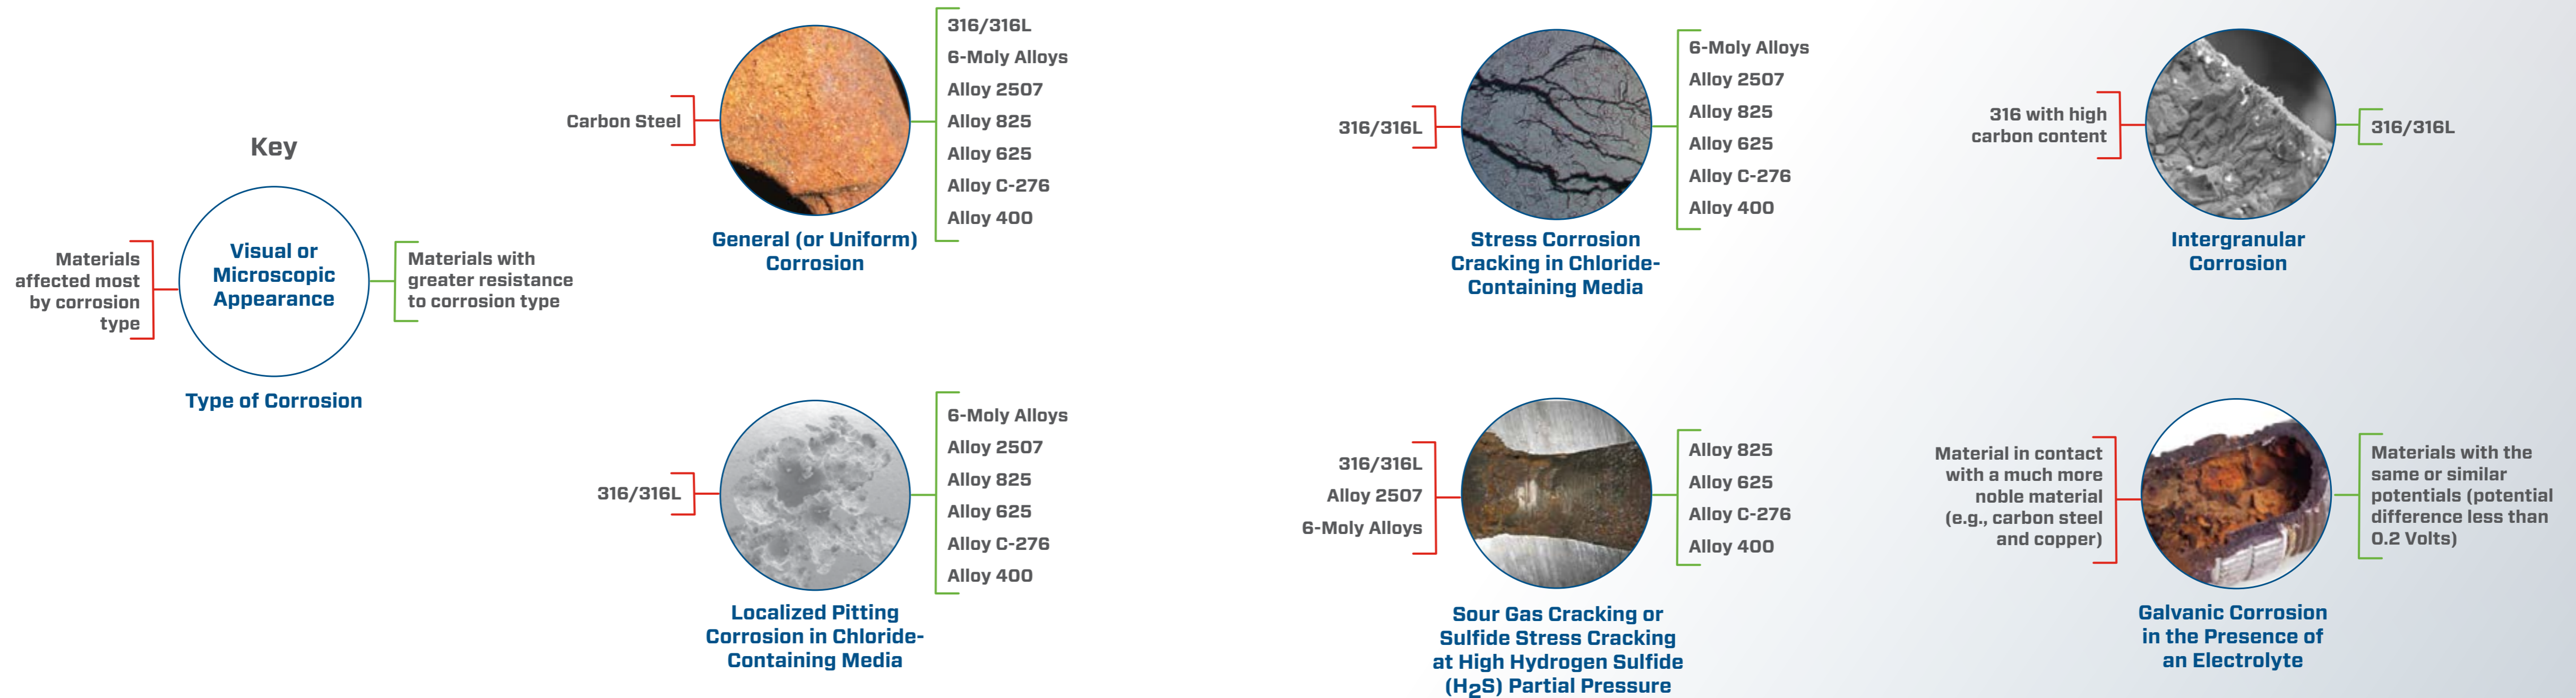 Key
Materials
affected most
by corrosion
type
Visual or
Microscopic
Appearance
Materials with
greater resistance
to corrosion type
Type of Corrosion
Carbon Steel
316/316L
6-Moly Alloys
Alloy 2507
Alloy 825
Alloy 625
Alloy C-276
Alloy 400
General (or Uniform)
Corrosion
316/316L
6-Moly Alloys
Alloy 2507
Alloy 825
Alloy 625
Alloy C-276
Alloy 400
Stress Corrosion
Cracking in Chloride-
Containing Media
316 with high
carbon content
316/316L
Intergranular
Corrosion
316/316L
6-Moly Alloys
Alloy 2507
Alloy 825
Alloy 625
Alloy C-276
Alloy 400
Localized Pitting
Corrosion in Chloride-
Containing Media
316/316L
Alloy 2507
6-Moly Alloys
Alloy 825
Alloy 625
Alloy C-276
Alloy 400
Sour Gas Cracking or
Sulfide Stress Cracking
at High Hydrogen Sulfide
(H2S) Partial Pressure
Material in contact
with a much more
noble material
(e.g., carbon steel
and copper)
Materials with the
same or similar
potentials (potential
difference less than
0.2 Volts)
Galvanic Corrosion
in the Presence of
an Electrolyte